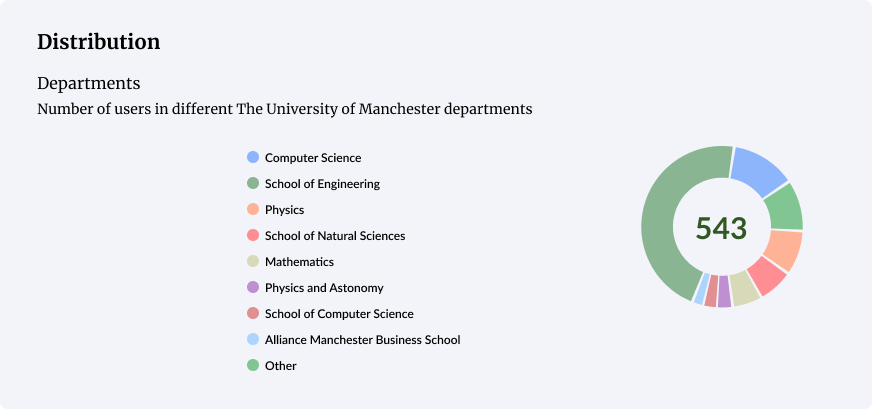 Distribution
Departments
Number of users in different The University of Manchester departments
Computer Science
School of Engineering
Physics
School of Natural Sciences
Mathematics
Physics and Astonomy
School of Computer Science
Alliance Manchester Business School
Other
543